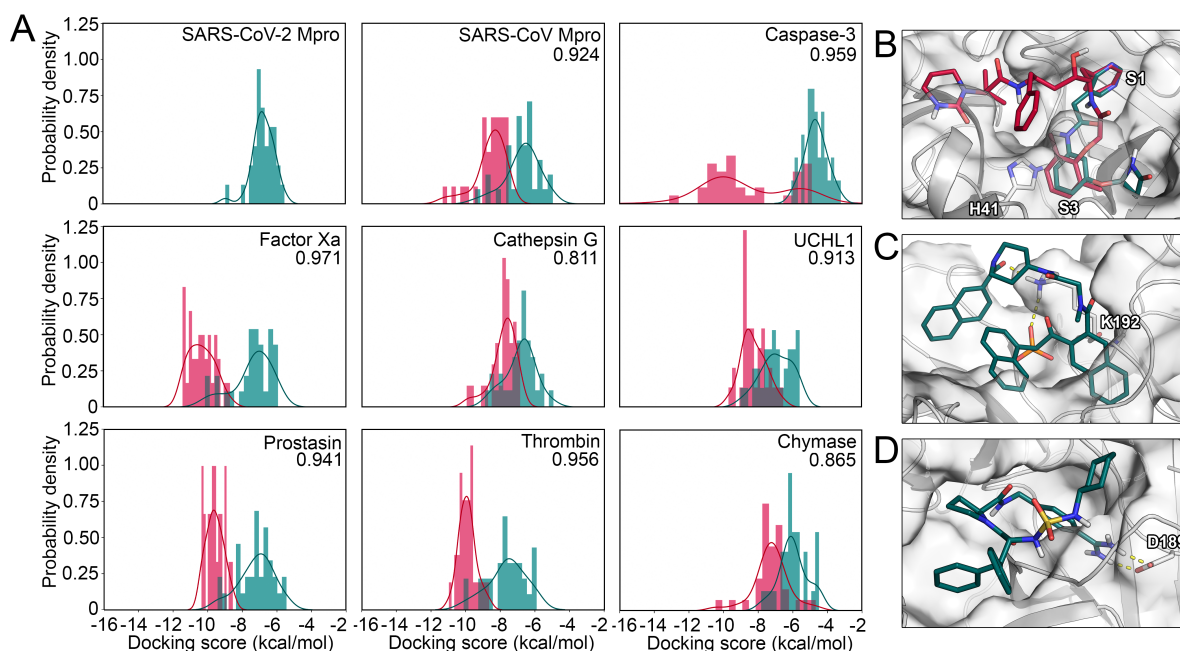 A
Probability density
1.25
1.00
0.75
0.50
0.25
0
SARS-CoV-2 Mpro
SARS-CoV Mpro
0.924
Caspase-3
0.959
Probability density
1.25
1.00
0.75
0.50
0.25
0
Factor Xa
0.971
Cathepsin G
0.811
UCHL1
0.913
Probability density
1.25
1.00
0.75
0.50
0.25
0
Prostasin
0.941
Thrombin
0.956
Chymase
0.865
-16 -14 -12 -10 -8 -6 -4 -2
-16 -14 -12 -10 -8 -6 -4 -2
-16 -14 -12 -10 -8 -6 -4 -2
Docking score (kcal/mol)
Docking score (kcal/mol)
Docking score (kcal/mol)
B
S1
H41
S3
C
K192
D
D189